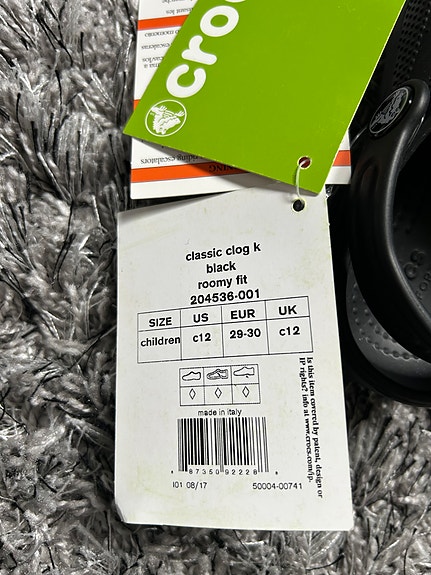 crocs
classic clog k
black
roomy fit
204536-001
SIZE US EUR UK
children c12 29-30 c12
made in italy
887350922288
I01 08/17 50004-00741
Is this item covered by patent, design or
IP rights? info at www.crocs.com/ip.
escalators